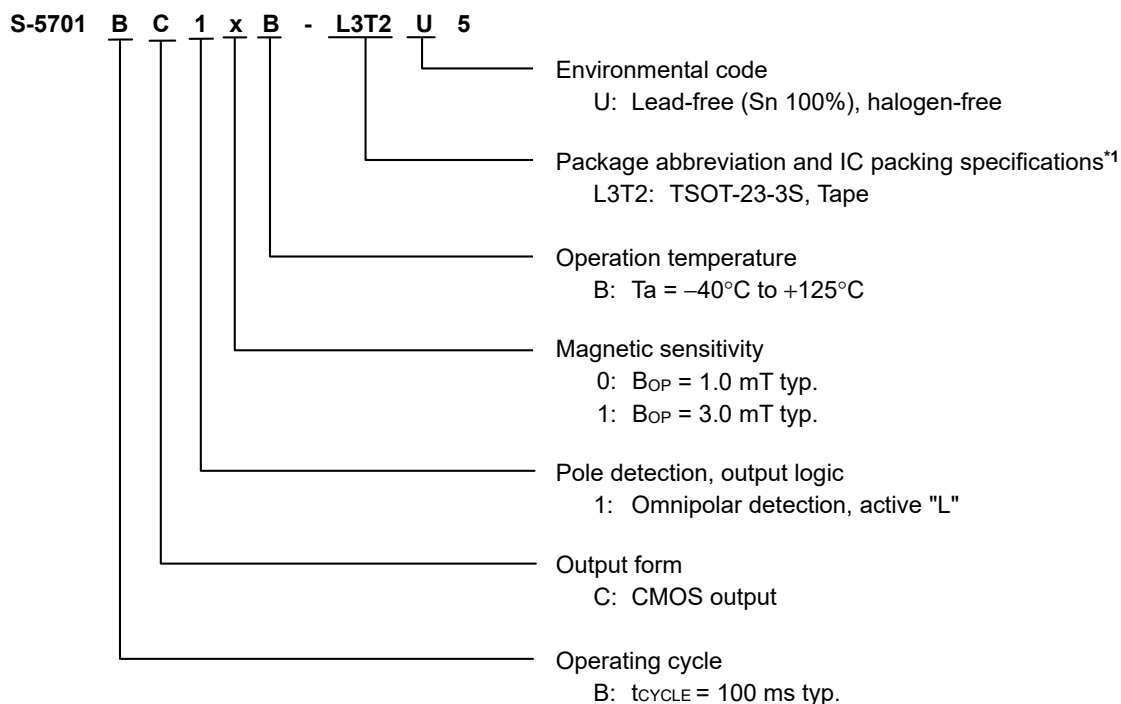 S-5701 B C 1 x B - L3T2 U 5
Environmental code
U: Lead-free (Sn 100%), halogen-free
Package abbreviation and IC packing specifications*1
L3T2: TSOT-23-3S, Tape
Operation temperature
B: Ta = −40°C to +125°C
Magnetic sensitivity
0: BOP = 1.0 mT typ.
1: BOP = 3.0 mT typ.
Pole detection, output logic
1: Omnipolar detection, active "L"
Output form
C: CMOS output
Operating cycle
B: tCYCLE = 100 ms typ.